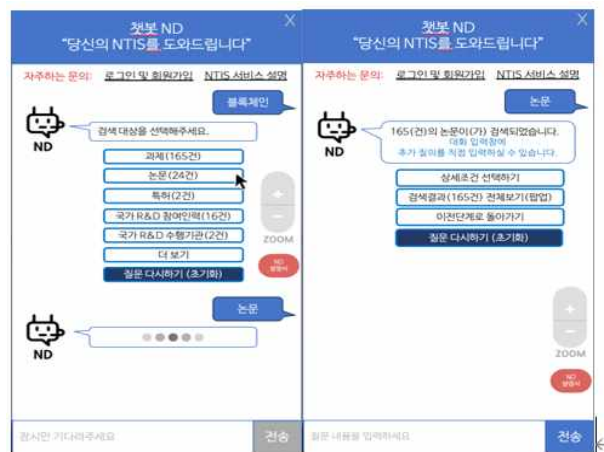 챗봇 ND
X
“당신의 NTIS를 도와드립니다”
자주하는 문의:
로그인 및 회원가입
NTIS 서비스 설명
블록체인
검색 대상을 선택해주세요.
ND
과제(165건)
논문(24건)
특허(2건)
국가 R&D 참여인력(16건)
국가 R&D 수행기관(2건)
더 보기
질문 다시하기 (초기화)
+
−
ZOOM
ND
논문
ND
잠시만 기다려주세요
전송
챗봇 ND
X
“당신의 NTIS를 도와드립니다”
자주하는 문의:
로그인 및 회원가입
NTIS 서비스 설명
논문
165(건)의 논문이(가) 검색되었습니다.
대화 입력창에
추가 질의를 직접 입력하실 수 있습니다.
ND
상세조건 선택하기
검색결과(165건) 전체보기(팝업)
이전단계로 돌아가기
질문 다시하기 (초기화)
+
−
ZOOM
ND
질문 내용을 입력하세요
전송